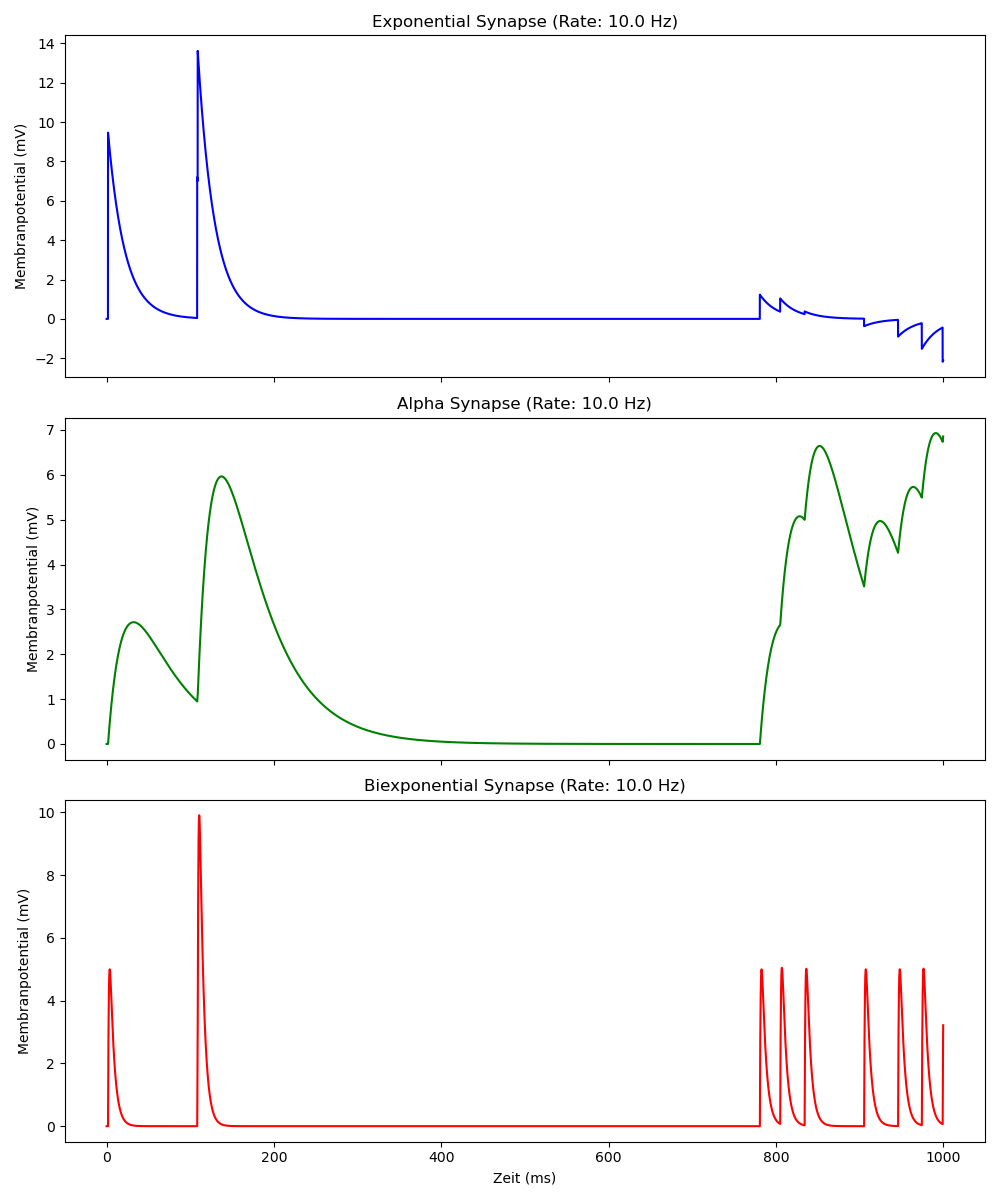 Exponential Synapse (Rate: 10.0 Hz)
Membranpotential (mV)
14
12
10
8
6
4
2
0
−2
Alpha Synapse (Rate: 10.0 Hz)
Membranpotential (mV)
7
6
5
4
3
2
1
0
Biexponential Synapse (Rate: 10.0 Hz)
Membranpotential (mV)
10
8
6
4
2
0
0 200 400 600 800 1000
Zeit (ms)